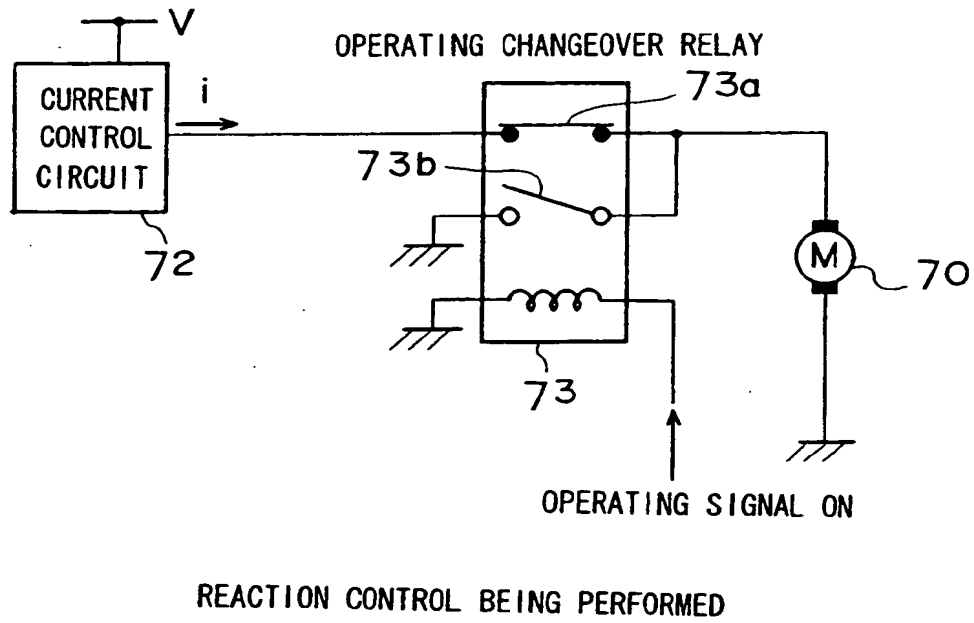 V
OPERATING CHANGEOVER RELAY
CURRENT
CONTROL
CIRCUIT
i
73a
73b
72
M
70
73
OPERATING SIGNAL ON
REACTION CONTROL BEING PERFORMED